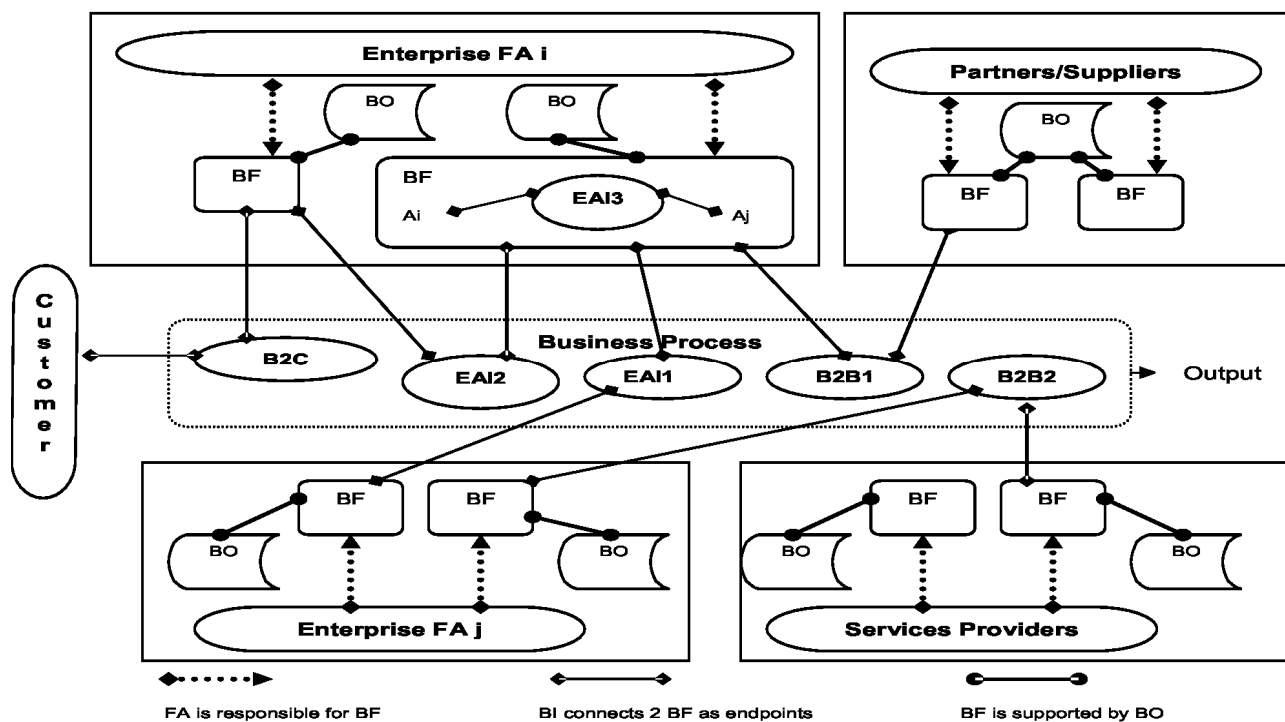 Enterprise FA i
Partners/Suppliers
BO
BO
BO
BF
BF
EAI3
Ai
Aj
BF
BF
Customer
Business Process
B2C
EAI2
EAI1
B2B1
B2B2
Output
BF
BF
BF
BF
BO
BO
BO
BO
Enterprise FA j
Services Providers
FA is responsible for BF
BI connects 2 BF as endpoints
BF is supported by BO